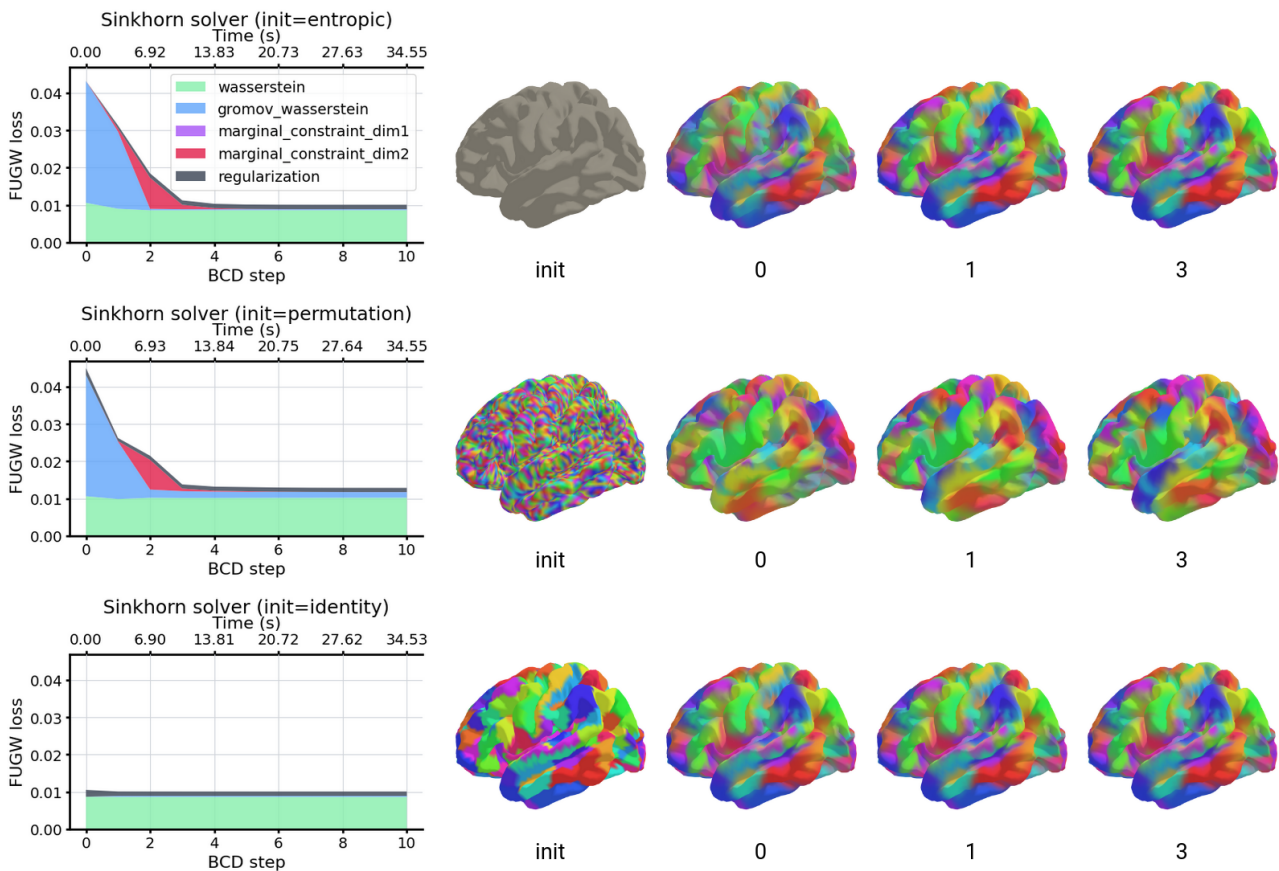 Sinkhorn solver (init=entropic)
Time (s)
0.00 6.92 13.83 20.73 27.63 34.55
0.04
0.03
0.02
0.01
0.00
FUGW loss
wasserstein
gromov_wasserstein
marginal_constraint_dim1
marginal_constraint_dim2
regularization
0 2 4 6 8 10
BCD step
init 0 1 3
Sinkhorn solver (init=permutation)
Time (s)
0.00 6.93 13.84 20.75 27.64 34.55
0.04
0.03
0.02
0.01
0.00
FUGW loss
0 2 4 6 8 10
BCD step
init 0 1 3
Sinkhorn solver (init=identity)
Time (s)
0.00 6.90 13.81 20.72 27.62 34.53
0.04
0.03
0.02
0.01
0.00
FUGW loss
0 2 4 6 8 10
BCD step
init 0 1 3